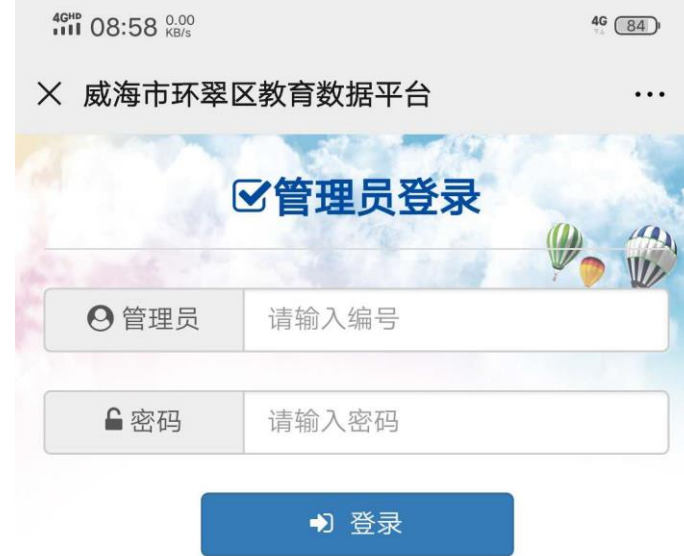 4GHD 08:58 0.00 KB/s 4G 84
威海市环翠区教育数据平台
管理员登录
管理员 请输入编号
密码 请输入密码
登录